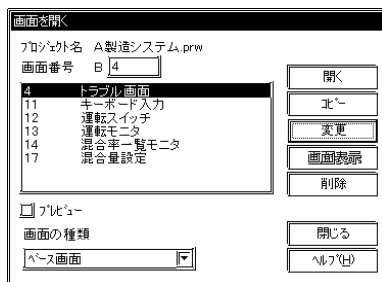 画面を開く
ﾌﾟﾛｼﾞｪｸﾄ名 A製造システム.prw
画面番号 B 4
4 トラブル画面
11 キーボード入力
12 運転スイッチ
13 運転モニタ
14 混合率一覧モニタ
17 混合量設定
開く
ｺﾋﾟｰ
変更
画面表示
削除
ﾌﾟﾚﾋﾞｭｰ
画面の種類
ﾍﾞｰｽ画面
閉じる
ﾍﾙﾌﾟ(H)